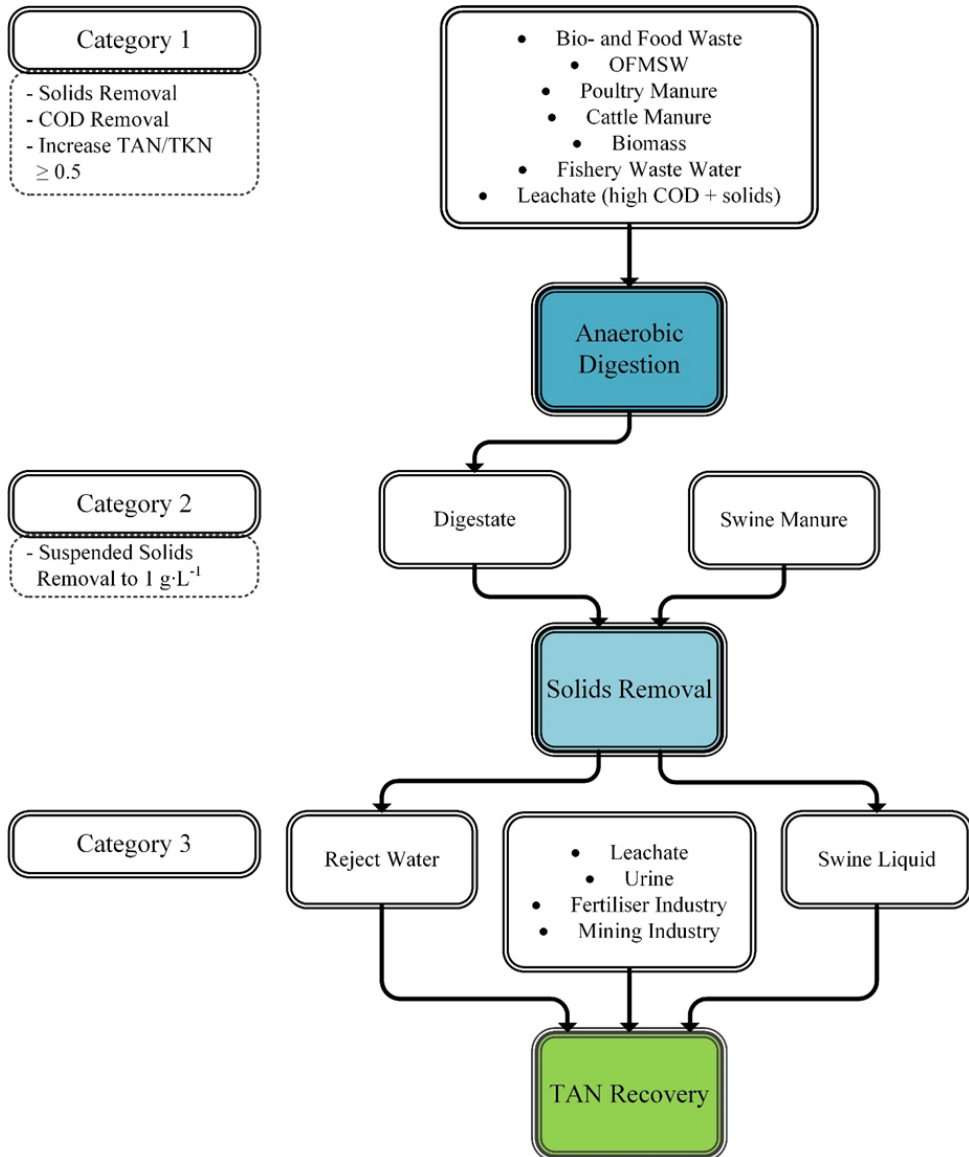 Category 1
- Solids Removal
- COD Removal
- Increase TAN/TKN
≥ 0.5
• Bio- and Food Waste
• OFMSW
• Poultry Manure
• Cattle Manure
• Biomass
• Fishery Waste Water
• Leachate (high COD + solids)
Anaerobic
Digestion
Category 2
- Suspended Solids
Removal to 1 g·L⁻¹
Digestate
Swine Manure
Solids Removal
Category 3
Reject Water
• Leachate
• Urine
• Fertiliser Industry
• Mining Industry
Swine Liquid
TAN Recovery